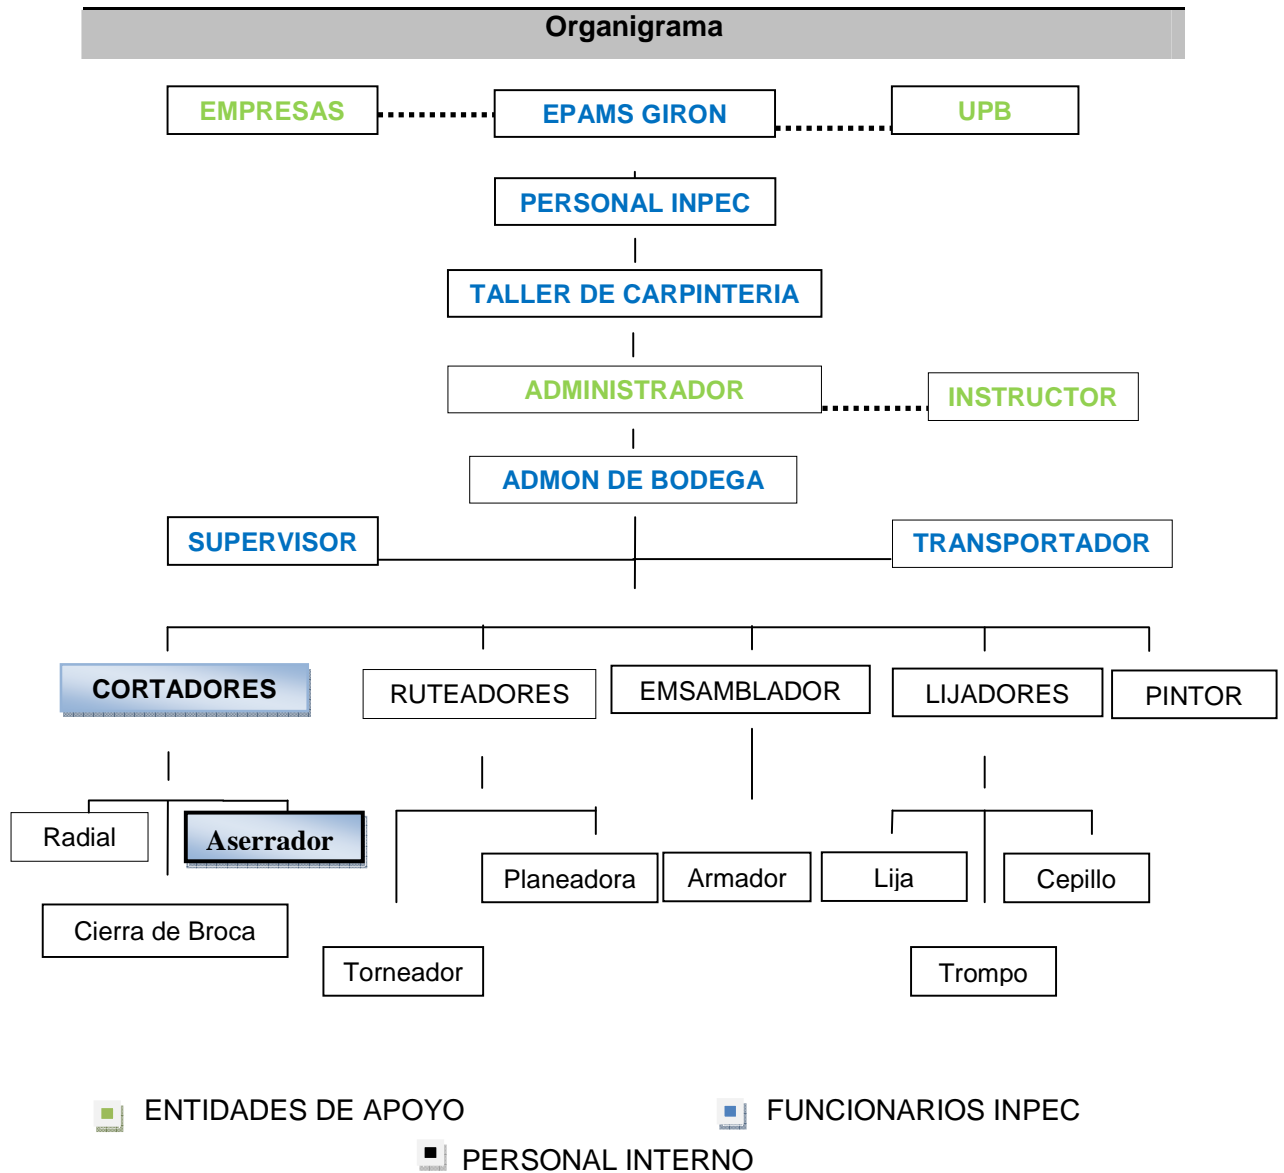 Organigrama
EMPRESAS
EPAMS GIRON
UPB
PERSONAL INPEC
TALLER DE CARPINTERIA
ADMINISTRADOR
INSTRUCTOR
ADMON DE BODEGA
SUPERVISOR
TRANSPORTADOR
CORTADORES
RUTEADORES
EMSAMBLADOR
LIJADORES
PINTOR
Radial
Aserrador
Planeadora
Armador
Lija
Cepillo
Cierra de Broca
Torneador
Trompo
ENTIDADES DE APOYO
FUNCIONARIOS INPEC
PERSONAL INTERNO